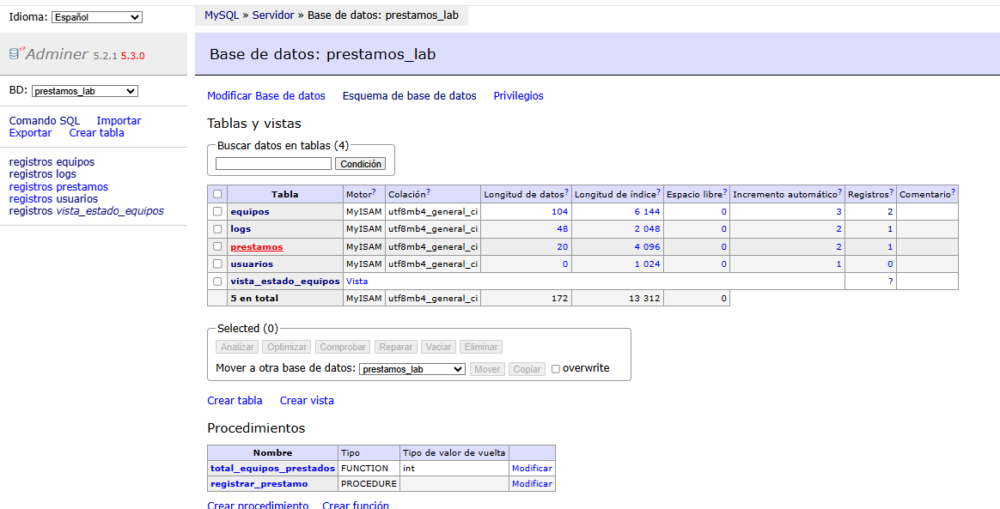 Idioma: Español
MySQL » Servidor » Base de datos: prestamos_lab
Adminer 5.2.1 5.3.0
Base de datos: prestamos_lab
BD: prestamos_lab
Modificar Base de datos Esquema de base de datos Privilegios
Comando SQL Importar
Exportar Crear tabla
registros equipos
registros logs
registros prestamos
registros usuarios
registros vista_estado_equipos
Tablas y vistas
Buscar datos en tablas (4)
Condición
Tabla Motor? Colación? Longitud de datos? Longitud de índice? Espacio libre? Incremento automático? Registros? Comentario?
equipos MyISAM utf8mb4_general_ci 104 6 144 0 3 2
logs MyISAM utf8mb4_general_ci 48 2 048 0 2 1
prestamos MyISAM utf8mb4_general_ci 20 4 096 0 2 1
usuarios MyISAM utf8mb4_general_ci 0 1 024 0 1 0
vista_estado_equipos Vista ?
5 en total MyISAM utf8mb4_general_ci 172 13 312 0
Selected (0)
Analizar Optimizar Comprobar Reparar Vaciar Eliminar
Mover a otra base de datos: prestamos_lab Mover Copiar overwrite
Crear tabla Crear vista
Procedimientos
Nombre Tipo Tipo de valor de vuelta
total_equipos_prestados FUNCTION int Modificar
registrar_prestamo PROCEDURE Modificar
Crear procedimiento Crear función